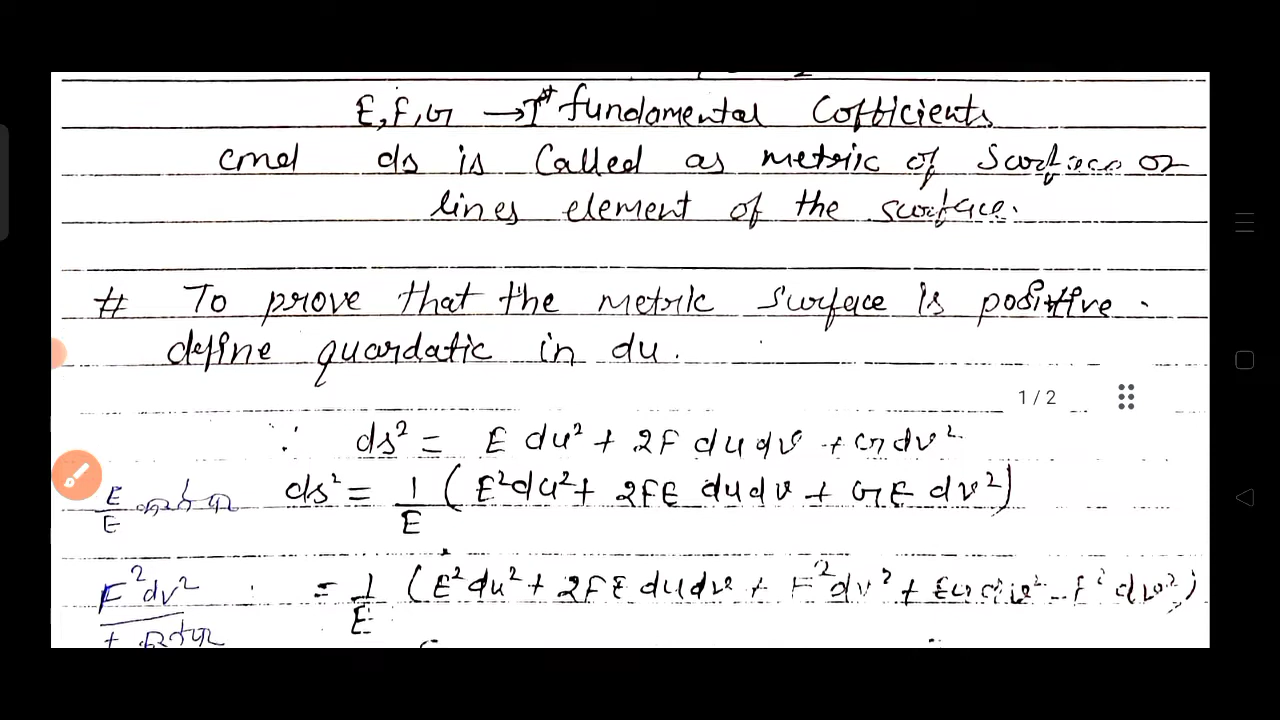 E, F, G → Ist fundamental Cofficients
and ds is Called as metric of Surface or
lines element of the surface.
# To prove that the metric surface is positive
define quardatic in du.
1 / 2
∵ ds² = E du² + 2F du dv + G dv²
E/E ds² = 1/E (E²du² + 2FE du dv + GE dv²)
F²dv² = 1/E (E²du² + 2FE dudv + F²dv² + EG dv² - F² dv²)